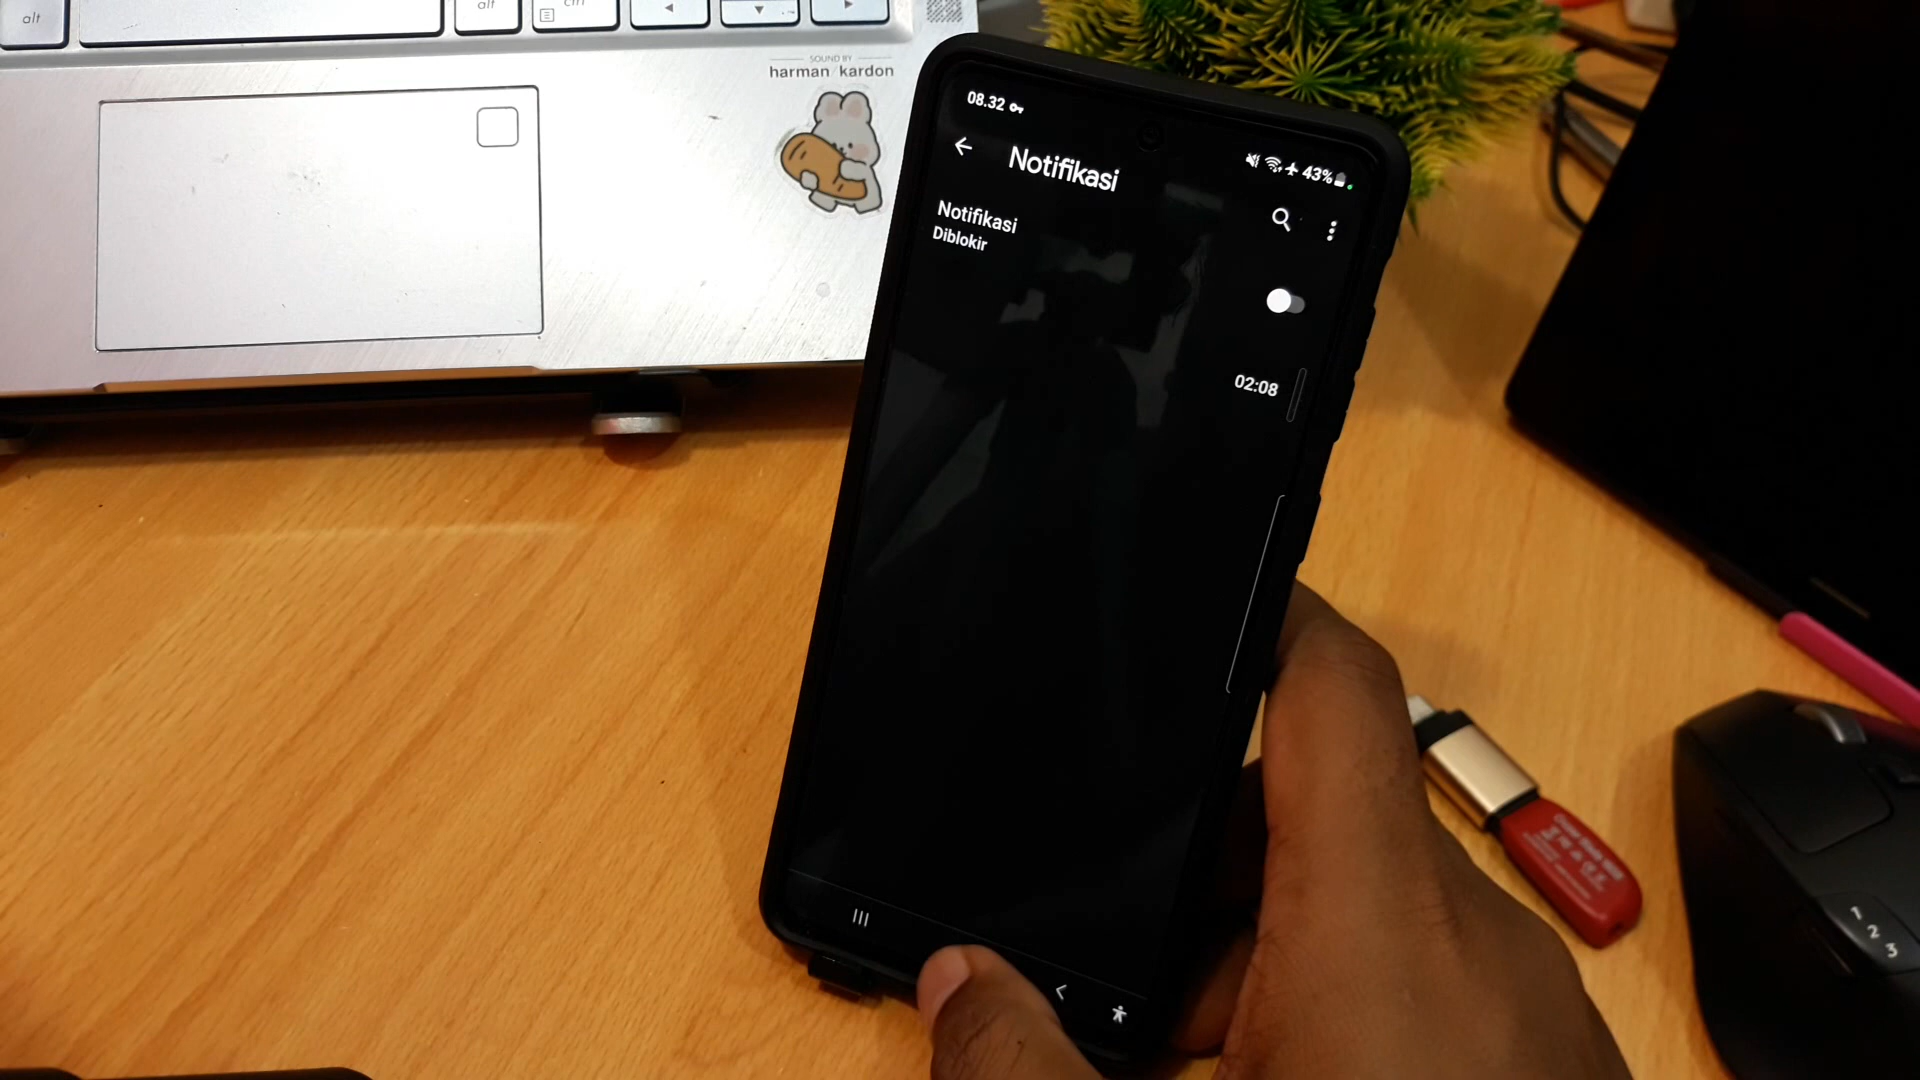 alt
alt
ctrl
SOUND BY
harman/kardon
08.32
43%
Notifikasi
Notifikasi
Diblokir
02:08
1
2
3